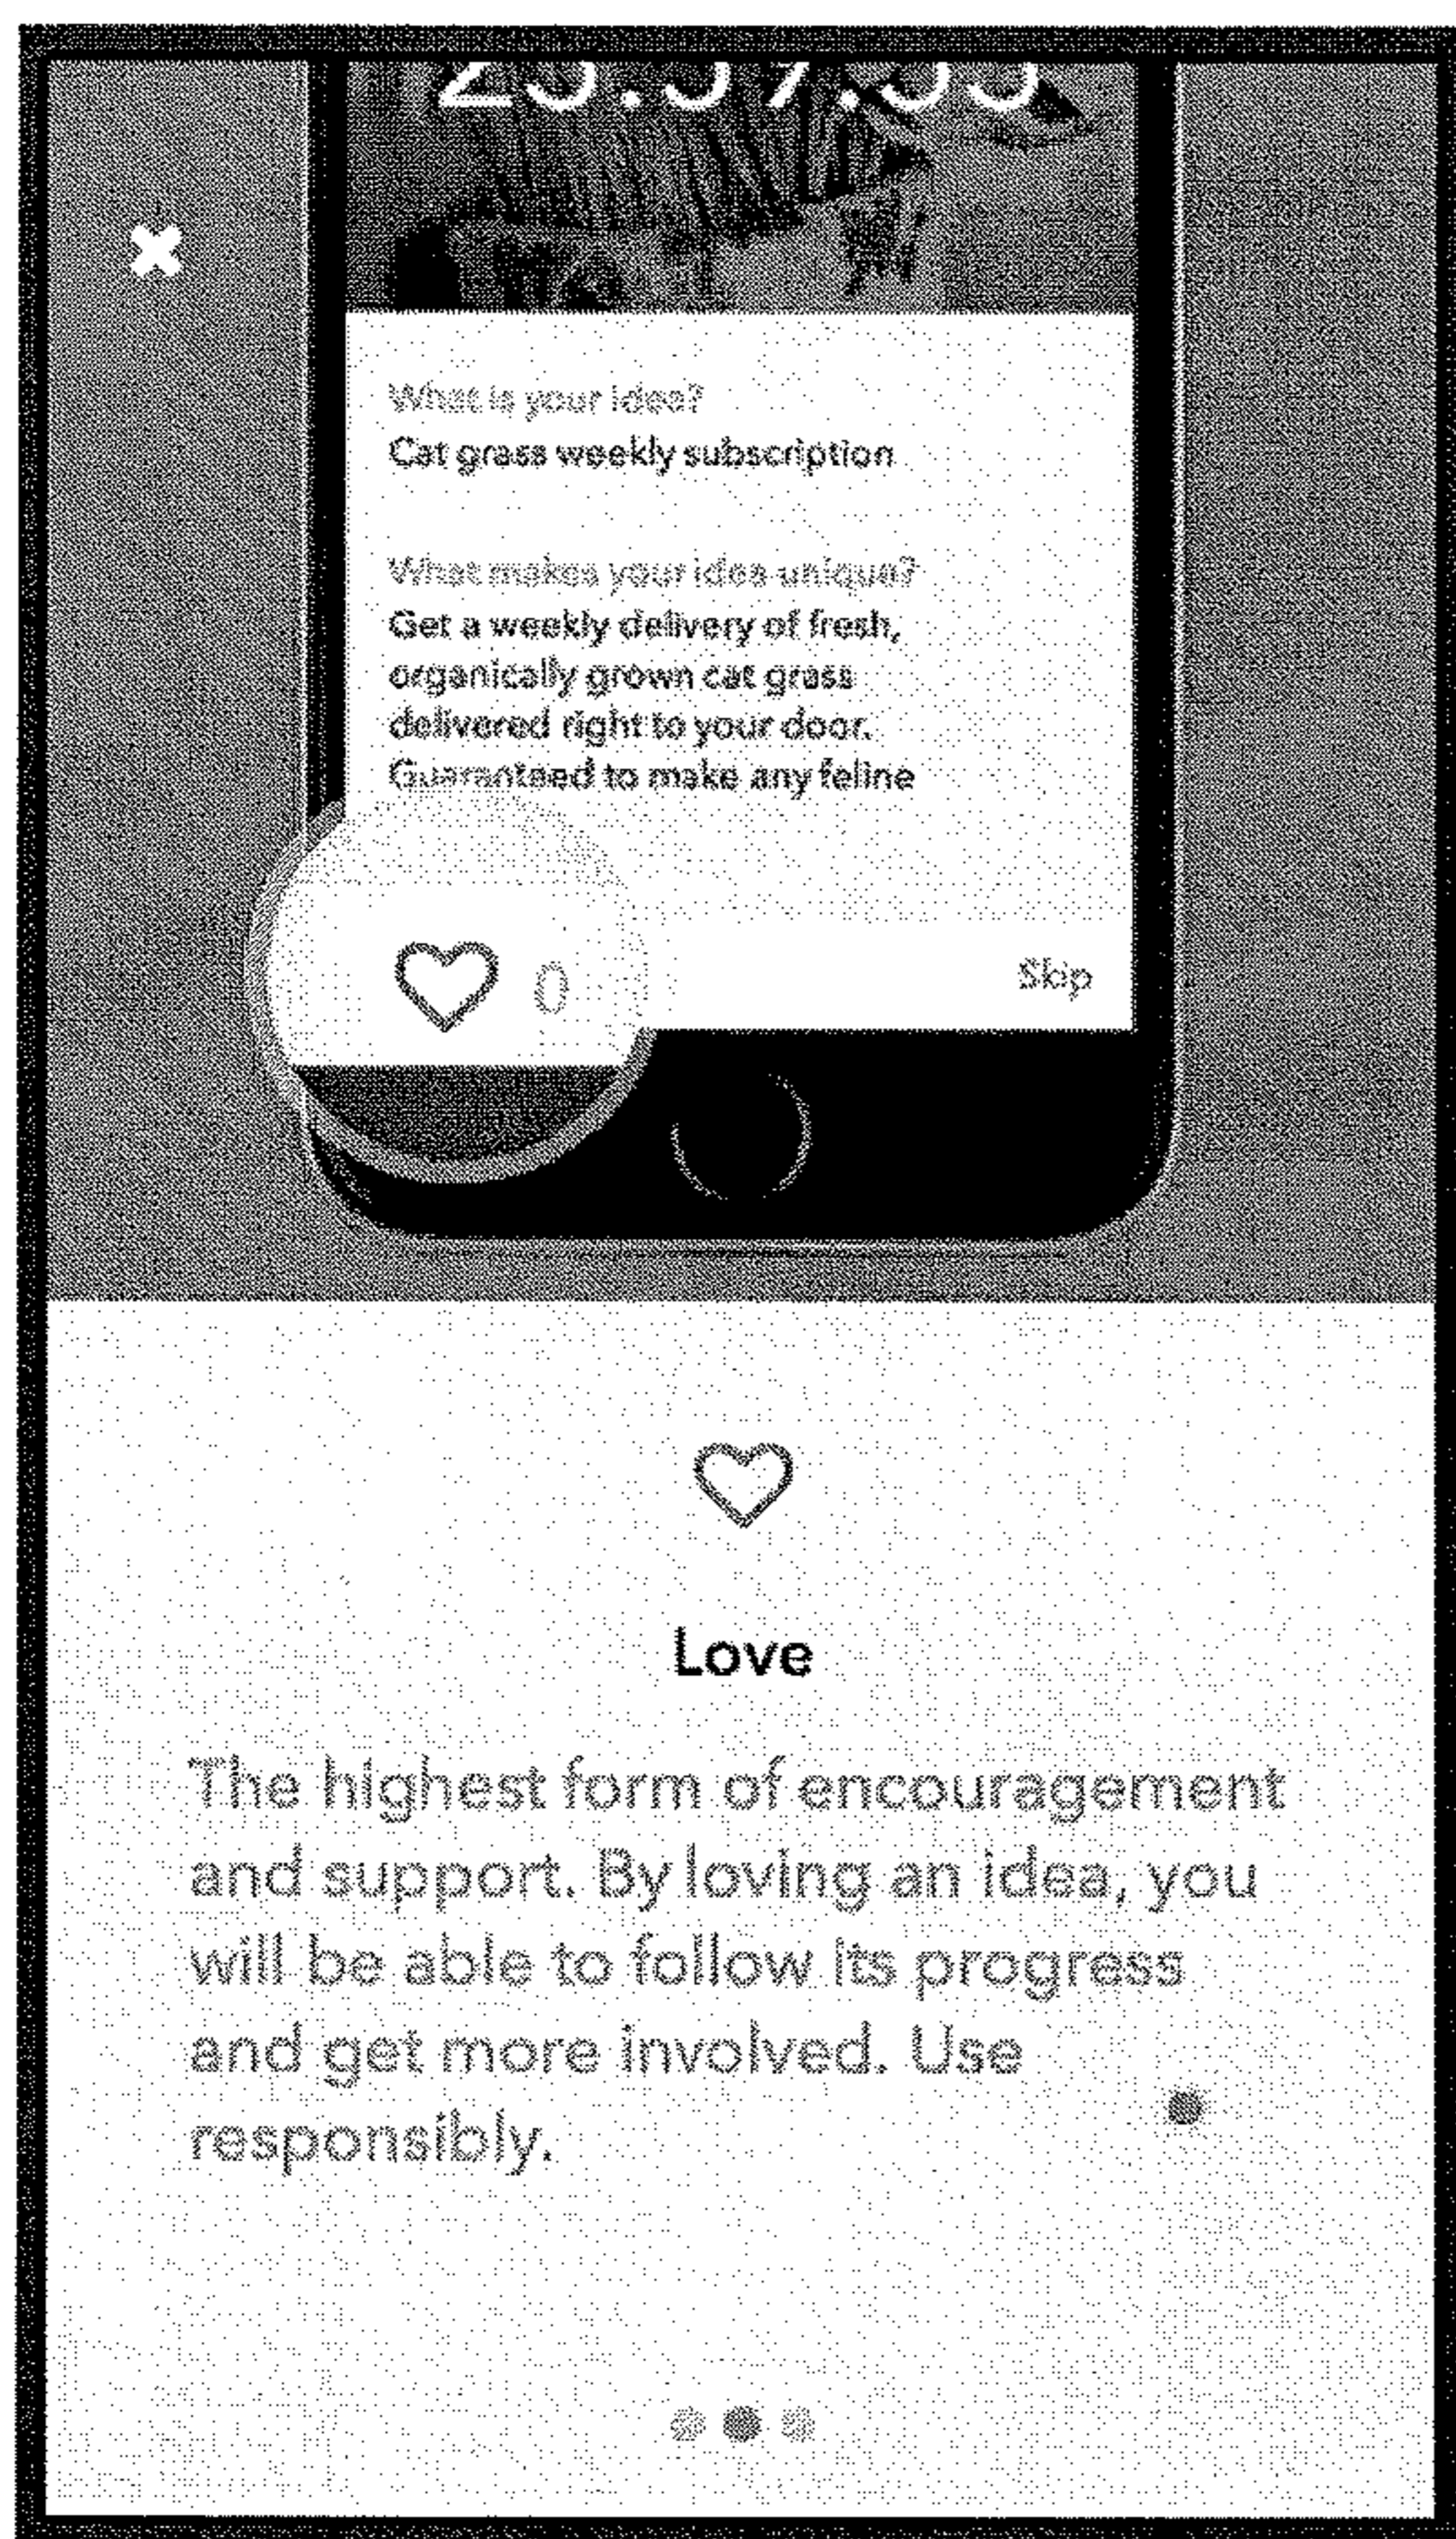 What is your idea?
Cat grass weekly subscription
What makes your idea unique?
Get a weekly delivery of fresh,
organically grown cat grass
delivered right to your door.
Guaranteed to make any feline
0
Skip
Love
The highest form of encouragement
and support. By loving an idea, you
will be able to follow its progress
and get more involved. Use
responsibly.